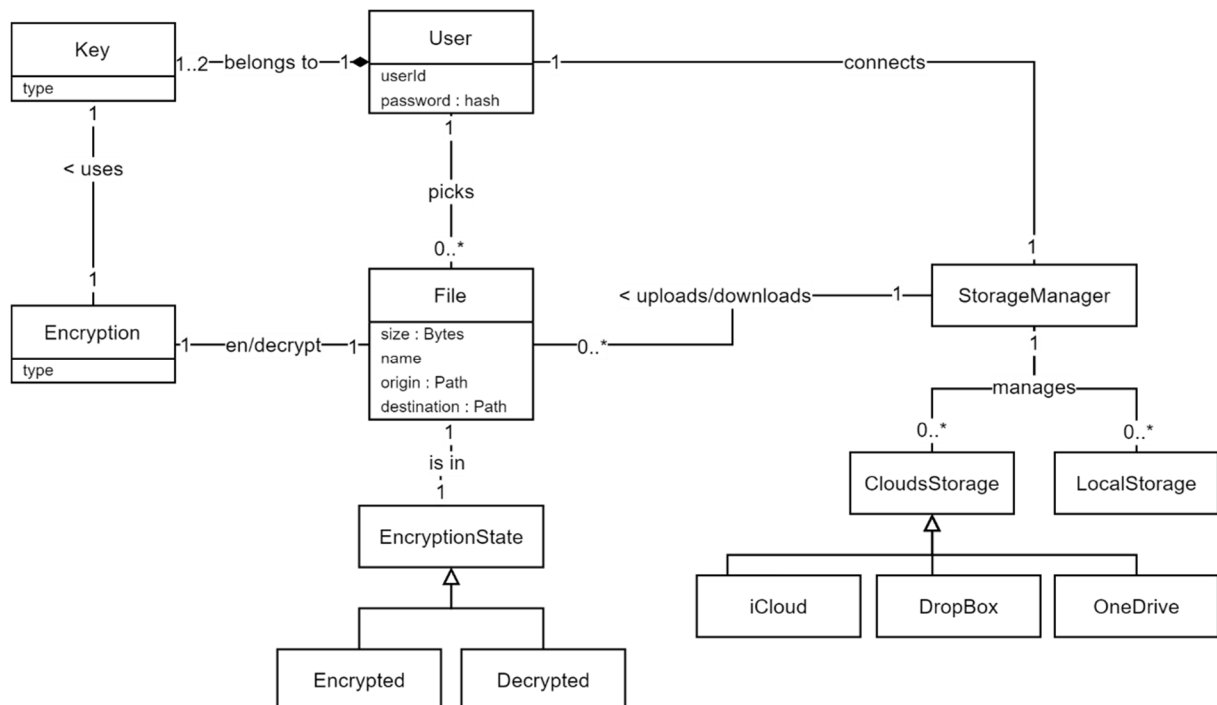 Key
type
1..2
belongs to
1
User
userId
password : hash
1
connects
1
< uses
1
1
picks
0..*
1
Encryption
type
1
en/decrypt
1
File
size : Bytes
name
origin : Path
destination : Path
0..*
< uploads/downloads
1
StorageManager
1
manages
0..*
0..*
CloudsStorage
LocalStorage
iCloud
DropBox
OneDrive
1
is in
1
EncryptionState
Encrypted
Decrypted